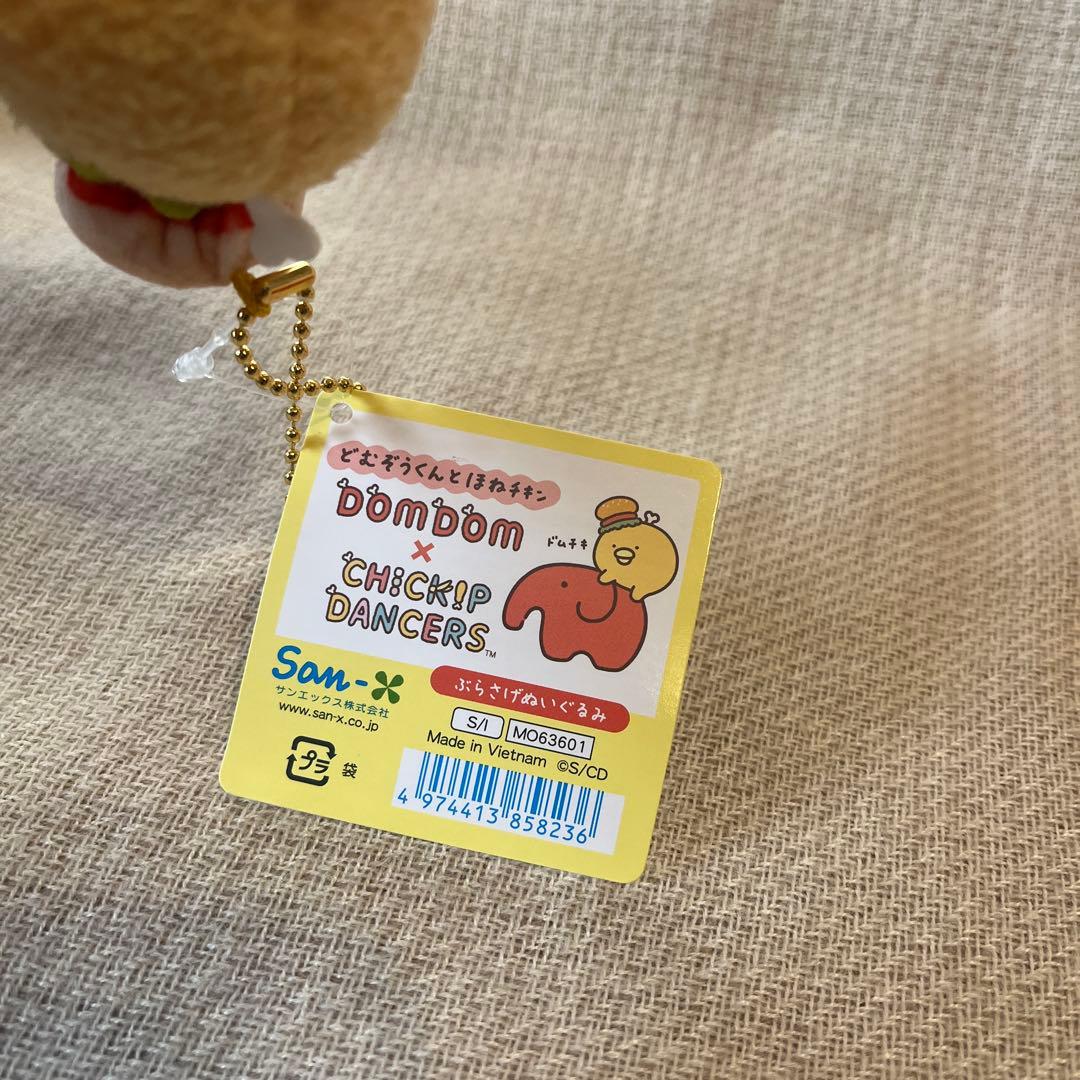 どむぞうくんとほねチキン
DOMDOM
×
CHiCK!P
DANCERS™
ドムチキ
San-X
サンエックス株式会社
www.san-x.co.jp
ぶらさげぬいぐるみ
S/I MO63601
Made in Vietnam ©S/CD
プラ 袋
4 974413 858236